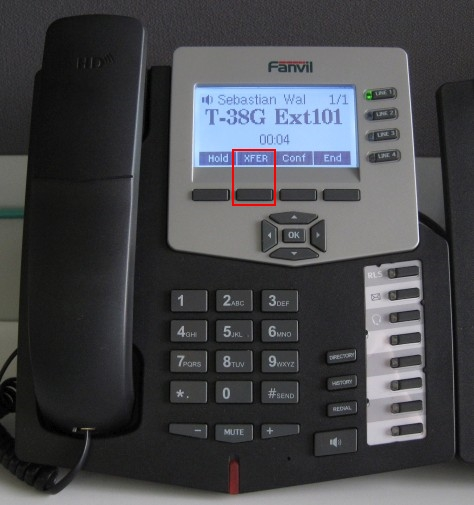 HD
Fanvil
Sebastian Wal 1/1
T-38G Ext101
00:04
Hold XFER Conf End
LINE 1
LINE 2
LINE 3
LINE 4
OK
RLS
1 2ABC 3DEF
4GHI 5JKL 6MNO
7PQRS 8TUV 9WXYZ
*. 0 #SEND
DIRECTORY
HISTORY
REDIAL
− MUTE +